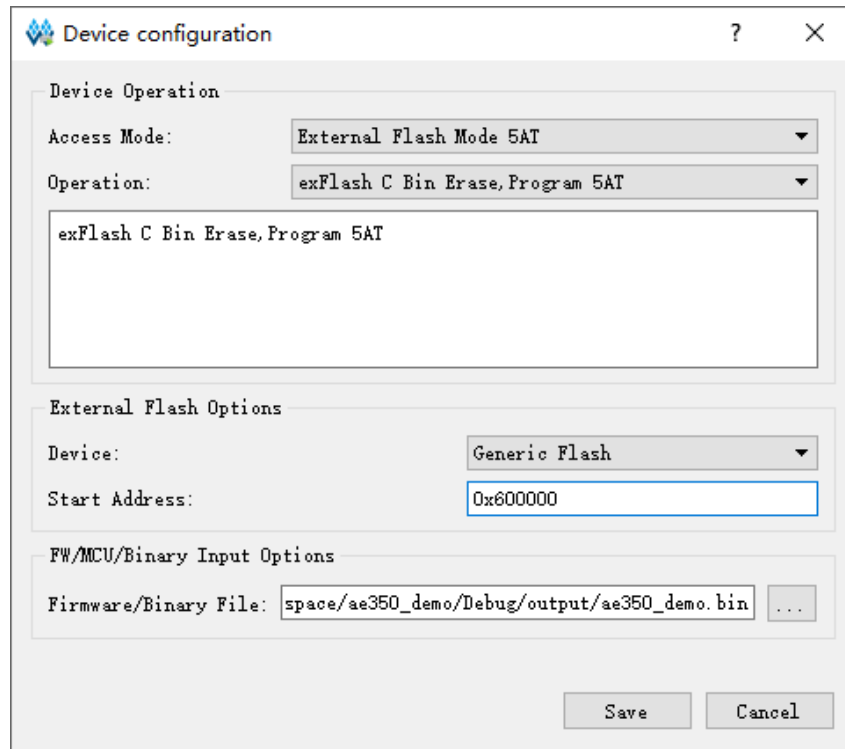 Device configuration
?
Device Operation
Access Mode: External Flash Mode 5AT
Operation: exFlash C Bin Erase,Program 5AT
exFlash C Bin Erase,Program 5AT
External Flash Options
Device: Generic Flash
Start Address: 0x600000
FW/MCU/Binary Input Options
Firmware/Binary File: space/ae350_demo/Debug/output/ae350_demo.bin ...
Save Cancel